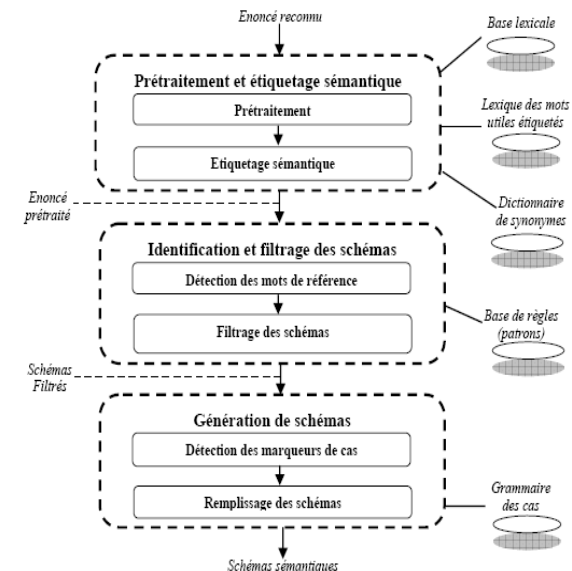 Enoncé reconnu
Base lexicale
Prétraitement et étiquetage sémantique
Prétraitement
Lexique des mots
utiles étiquetés
Etiquetage sémantique
Enoncé
prétraité
Dictionnaire
de synonymes
Identification et filtrage des schémas
Détection des mots de référence
Filtrage des schémas
Base de règles
(patrons)
Schémas
Filtrés
Génération de schémas
Détection des marqueurs de cas
Remplissage des schémas
Grammaire
des cas
Schémas sémantiques